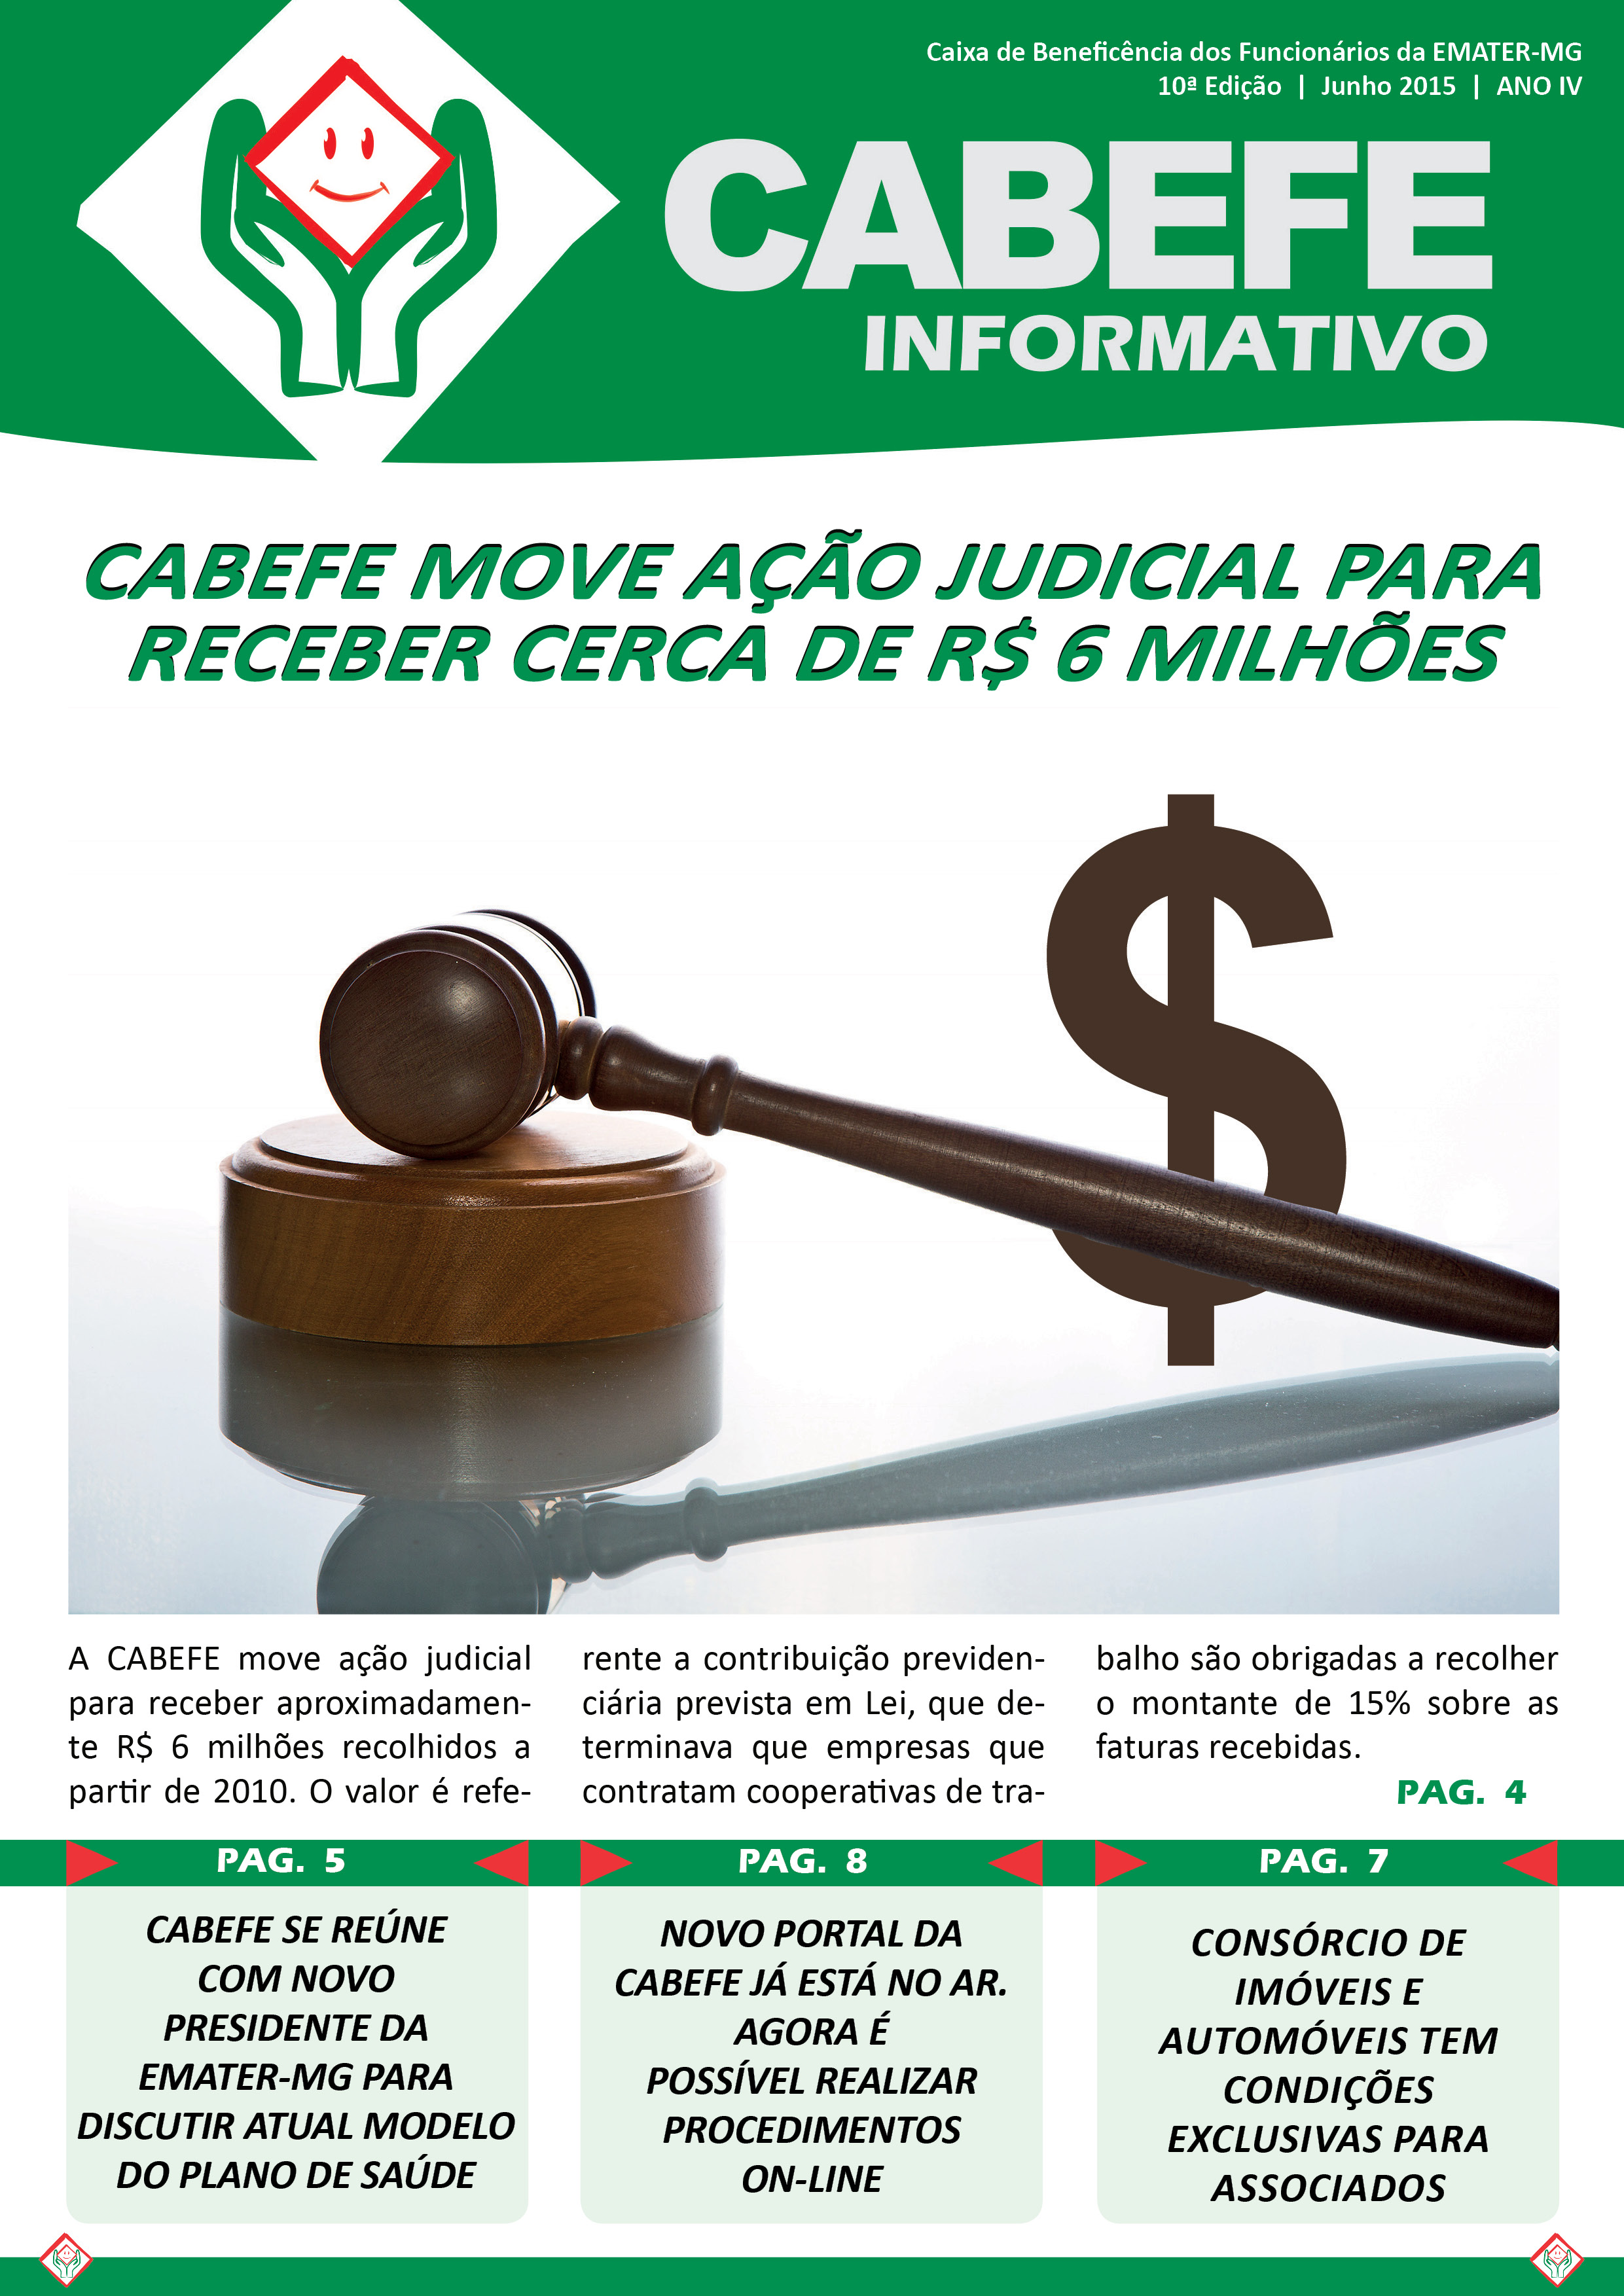 Caixa de Beneficência dos Funcionários da EMATER-MG
10ª Edição | Junho 2015 | ANO IV
CABEFE
INFORMATIVO
CABEFE MOVE AÇÃO JUDICIAL PARA
RECEBER CERCA DE R$ 6 MILHÕES
$
A CABEFE move ação judicial
para receber aproximadamen-
te R$ 6 milhões recolhidos a
partir de 2010. O valor é refe-
rente a contribuição previden-
ciária prevista em Lei, que de-
terminava que empresas que
contratam cooperativas de tra-
balho são obrigadas a recolher
o montante de 15% sobre as
faturas recebidas.
PAG. 4
PAG. 5
CABEFE SE REÚNE
COM NOVO
PRESIDENTE DA
EMATER-MG PARA
DISCUTIR ATUAL MODELO
DO PLANO DE SAÚDE
PAG. 8
NOVO PORTAL DA
CABEFE JÁ ESTÁ NO AR.
AGORA É
POSSÍVEL REALIZAR
PROCEDIMENTOS
ON-LINE
PAG. 7
CONSÓRCIO DE
IMÓVEIS E
AUTOMÓVEIS TEM
CONDIÇÕES
EXCLUSIVAS PARA
ASSOCIADOS